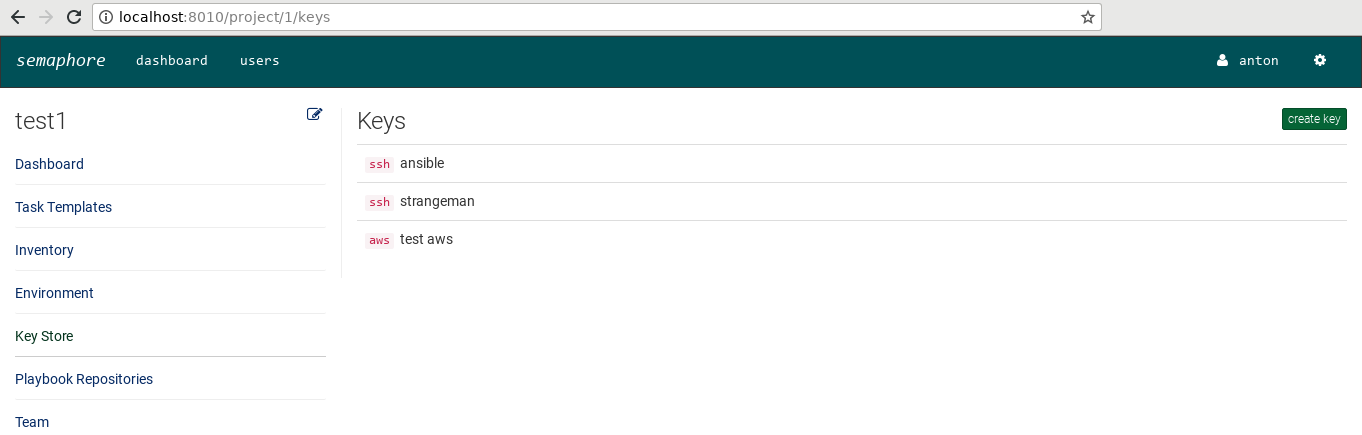 localhost:8010/project/1/keys
semaphore dashboard users anton
test1
Dashboard
Task Templates
Inventory
Environment
Key Store
Playbook Repositories
Team
Keys create key
ssh ansible
ssh strangeman
aws test aws